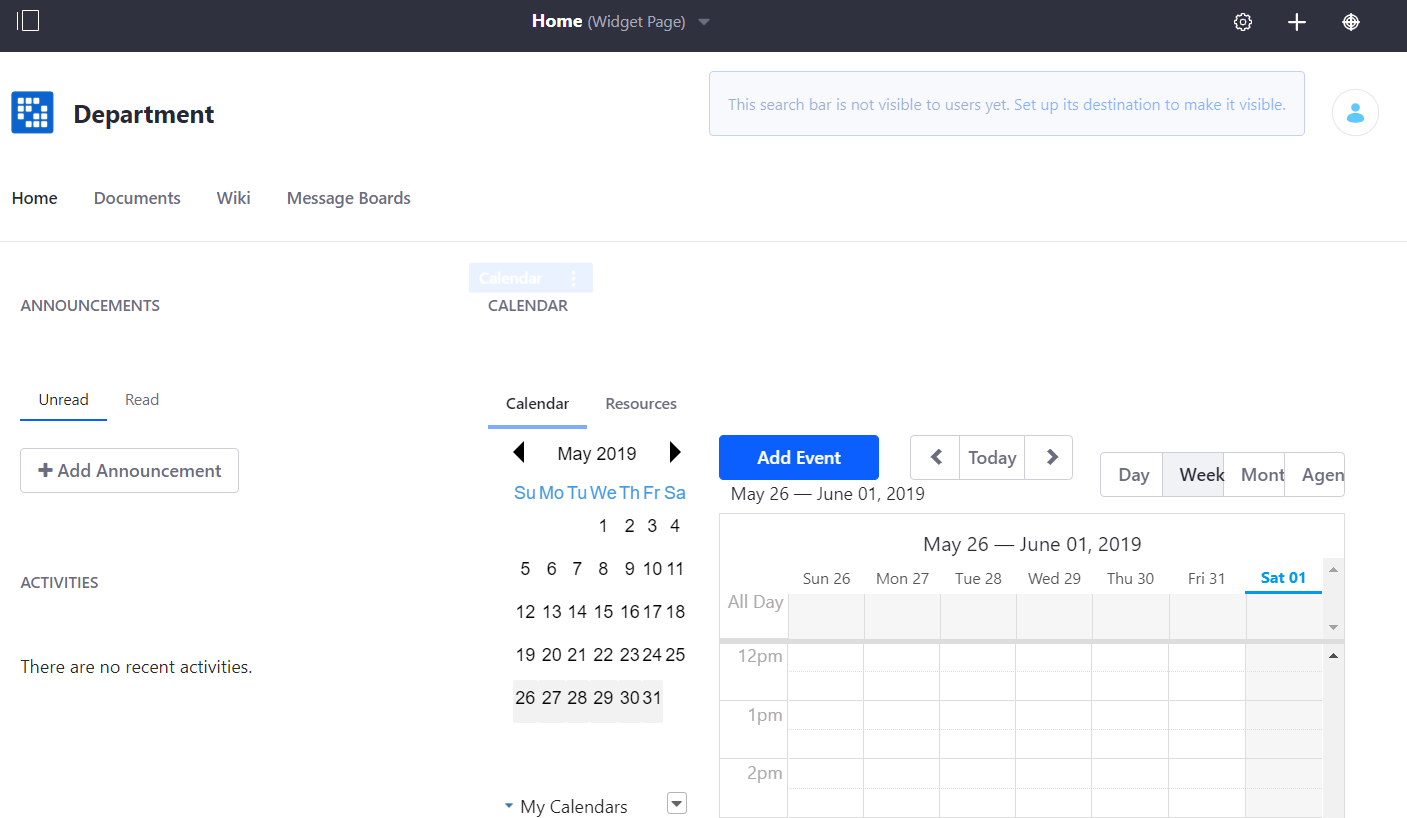 Home (Widget Page)
Department
This search bar is not visible to users yet. Set up its destination to make it visible.
Home Documents Wiki Message Boards
ANNOUNCEMENTS
Unread Read
Add Announcement
ACTIVITIES
There are no recent activities.
Calendar
CALENDAR
Calendar Resources
May 2019
Su Mo Tu We Th Fr Sa
1 2 3 4
5 6 7 8 9 10 11
12 13 14 15 16 17 18
19 20 21 22 23 24 25
26 27 28 29 30 31
My Calendars
Add Event
Today
Day Week Mont Agen
May 26 — June 01, 2019
May 26 — June 01, 2019
Sun 26 Mon 27 Tue 28 Wed 29 Thu 30 Fri 31 Sat 01
All Day
12pm
1pm
2pm